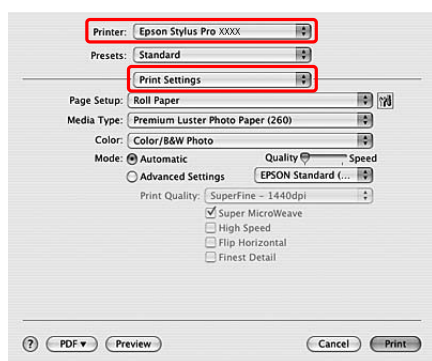 Printer: Epson Stylus Pro XXXX
Presets: Standard
Print Settings
Page Setup: Roll Paper
Media Type: Premium Luster Photo Paper (260)
Color: Color/B&W Photo
Mode: Automatic Quality Speed
Advanced Settings EPSON Standard (...
Print Quality: SuperFine - 1440dpi
Super MicroWeave
High Speed
Flip Horizontal
Finest Detail
? PDF ▾ Preview Cancel Print